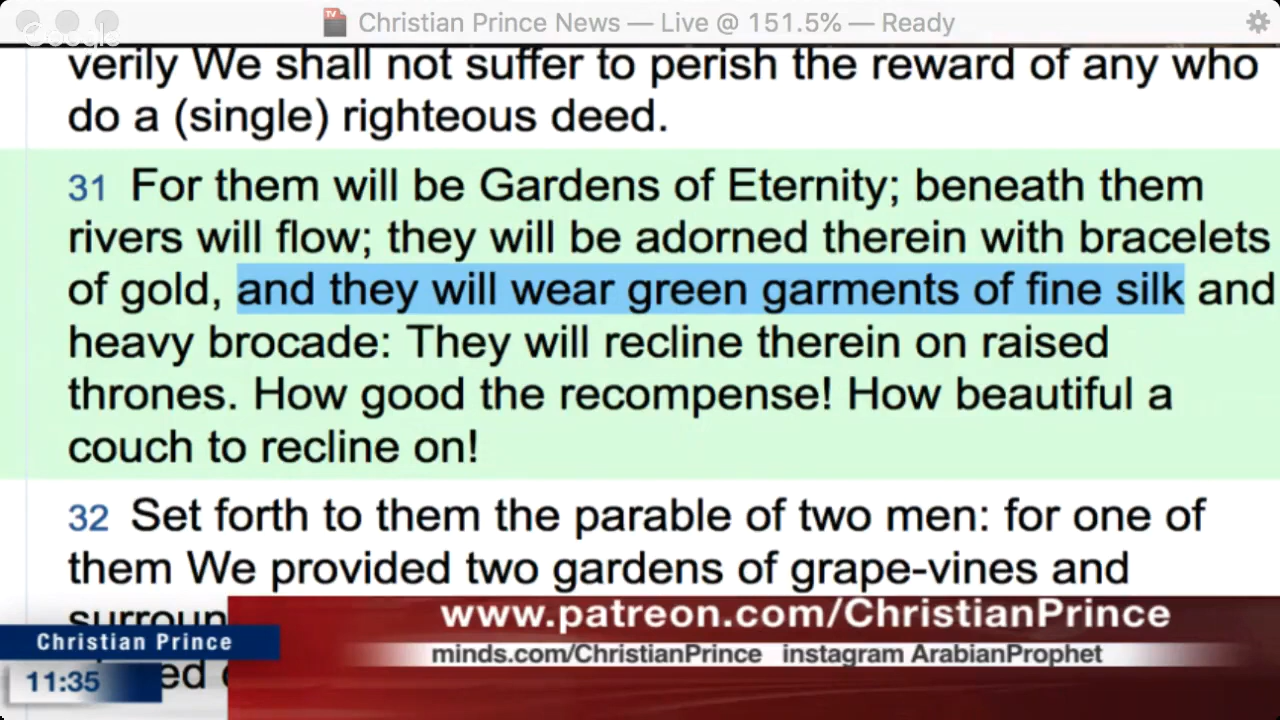 Christian Prince News — Live @ 151.5% — Ready
Google
verily We shall not suffer to perish the reward of any who
do a (single) righteous deed.
31 For them will be Gardens of Eternity; beneath them
rivers will flow; they will be adorned therein with bracelets
of gold, and they will wear green garments of fine silk and
heavy brocade: They will recline therein on raised
thrones. How good the recompense! How beautiful a
couch to recline on!
32 Set forth to them the parable of two men: for one of
them We provided two gardens of grape-vines and
www.patreon.com/ChristianPrince
Christian Prince
minds.com/ChristianPrince instagram ArabianProphet
11:35